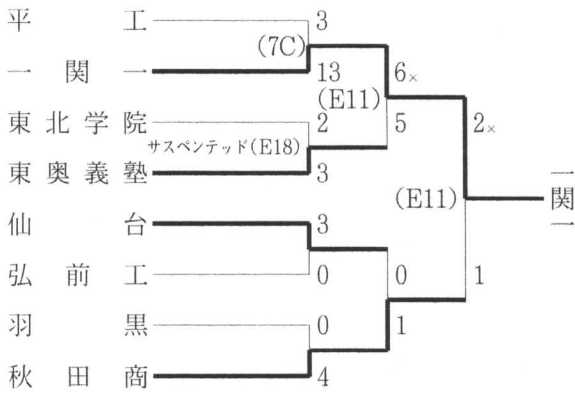 平工 3
(7C)
一関一 13 6×
(E11)
東北学院 2 5 2×
サスペンデッド(E18)
東奥義塾 3
(E11) 一関一
仙台 3
弘前工 0 0 1
羽黒 0 1
秋田商 4